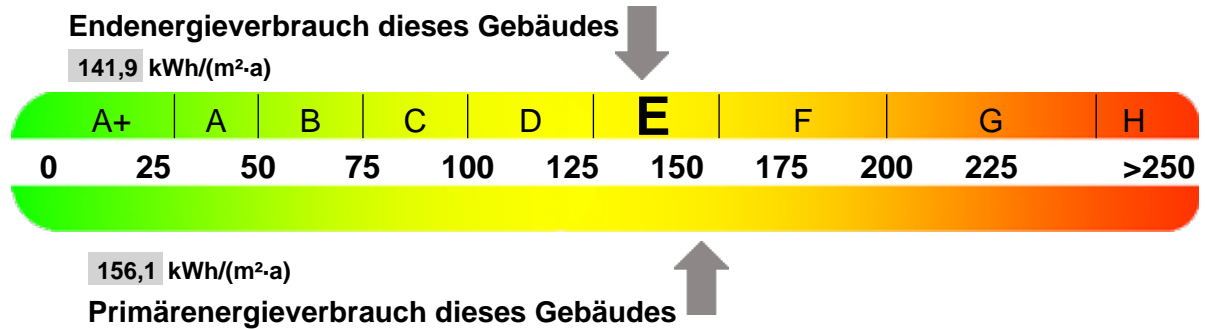 Endenergieverbrauch dieses Gebäudes
141,9 kWh/(m²·a)
A+ A B C D E F G H
0 25 50 75 100 125 150 175 200 225 >250
156,1 kWh/(m²·a)
Primärenergieverbrauch dieses Gebäudes